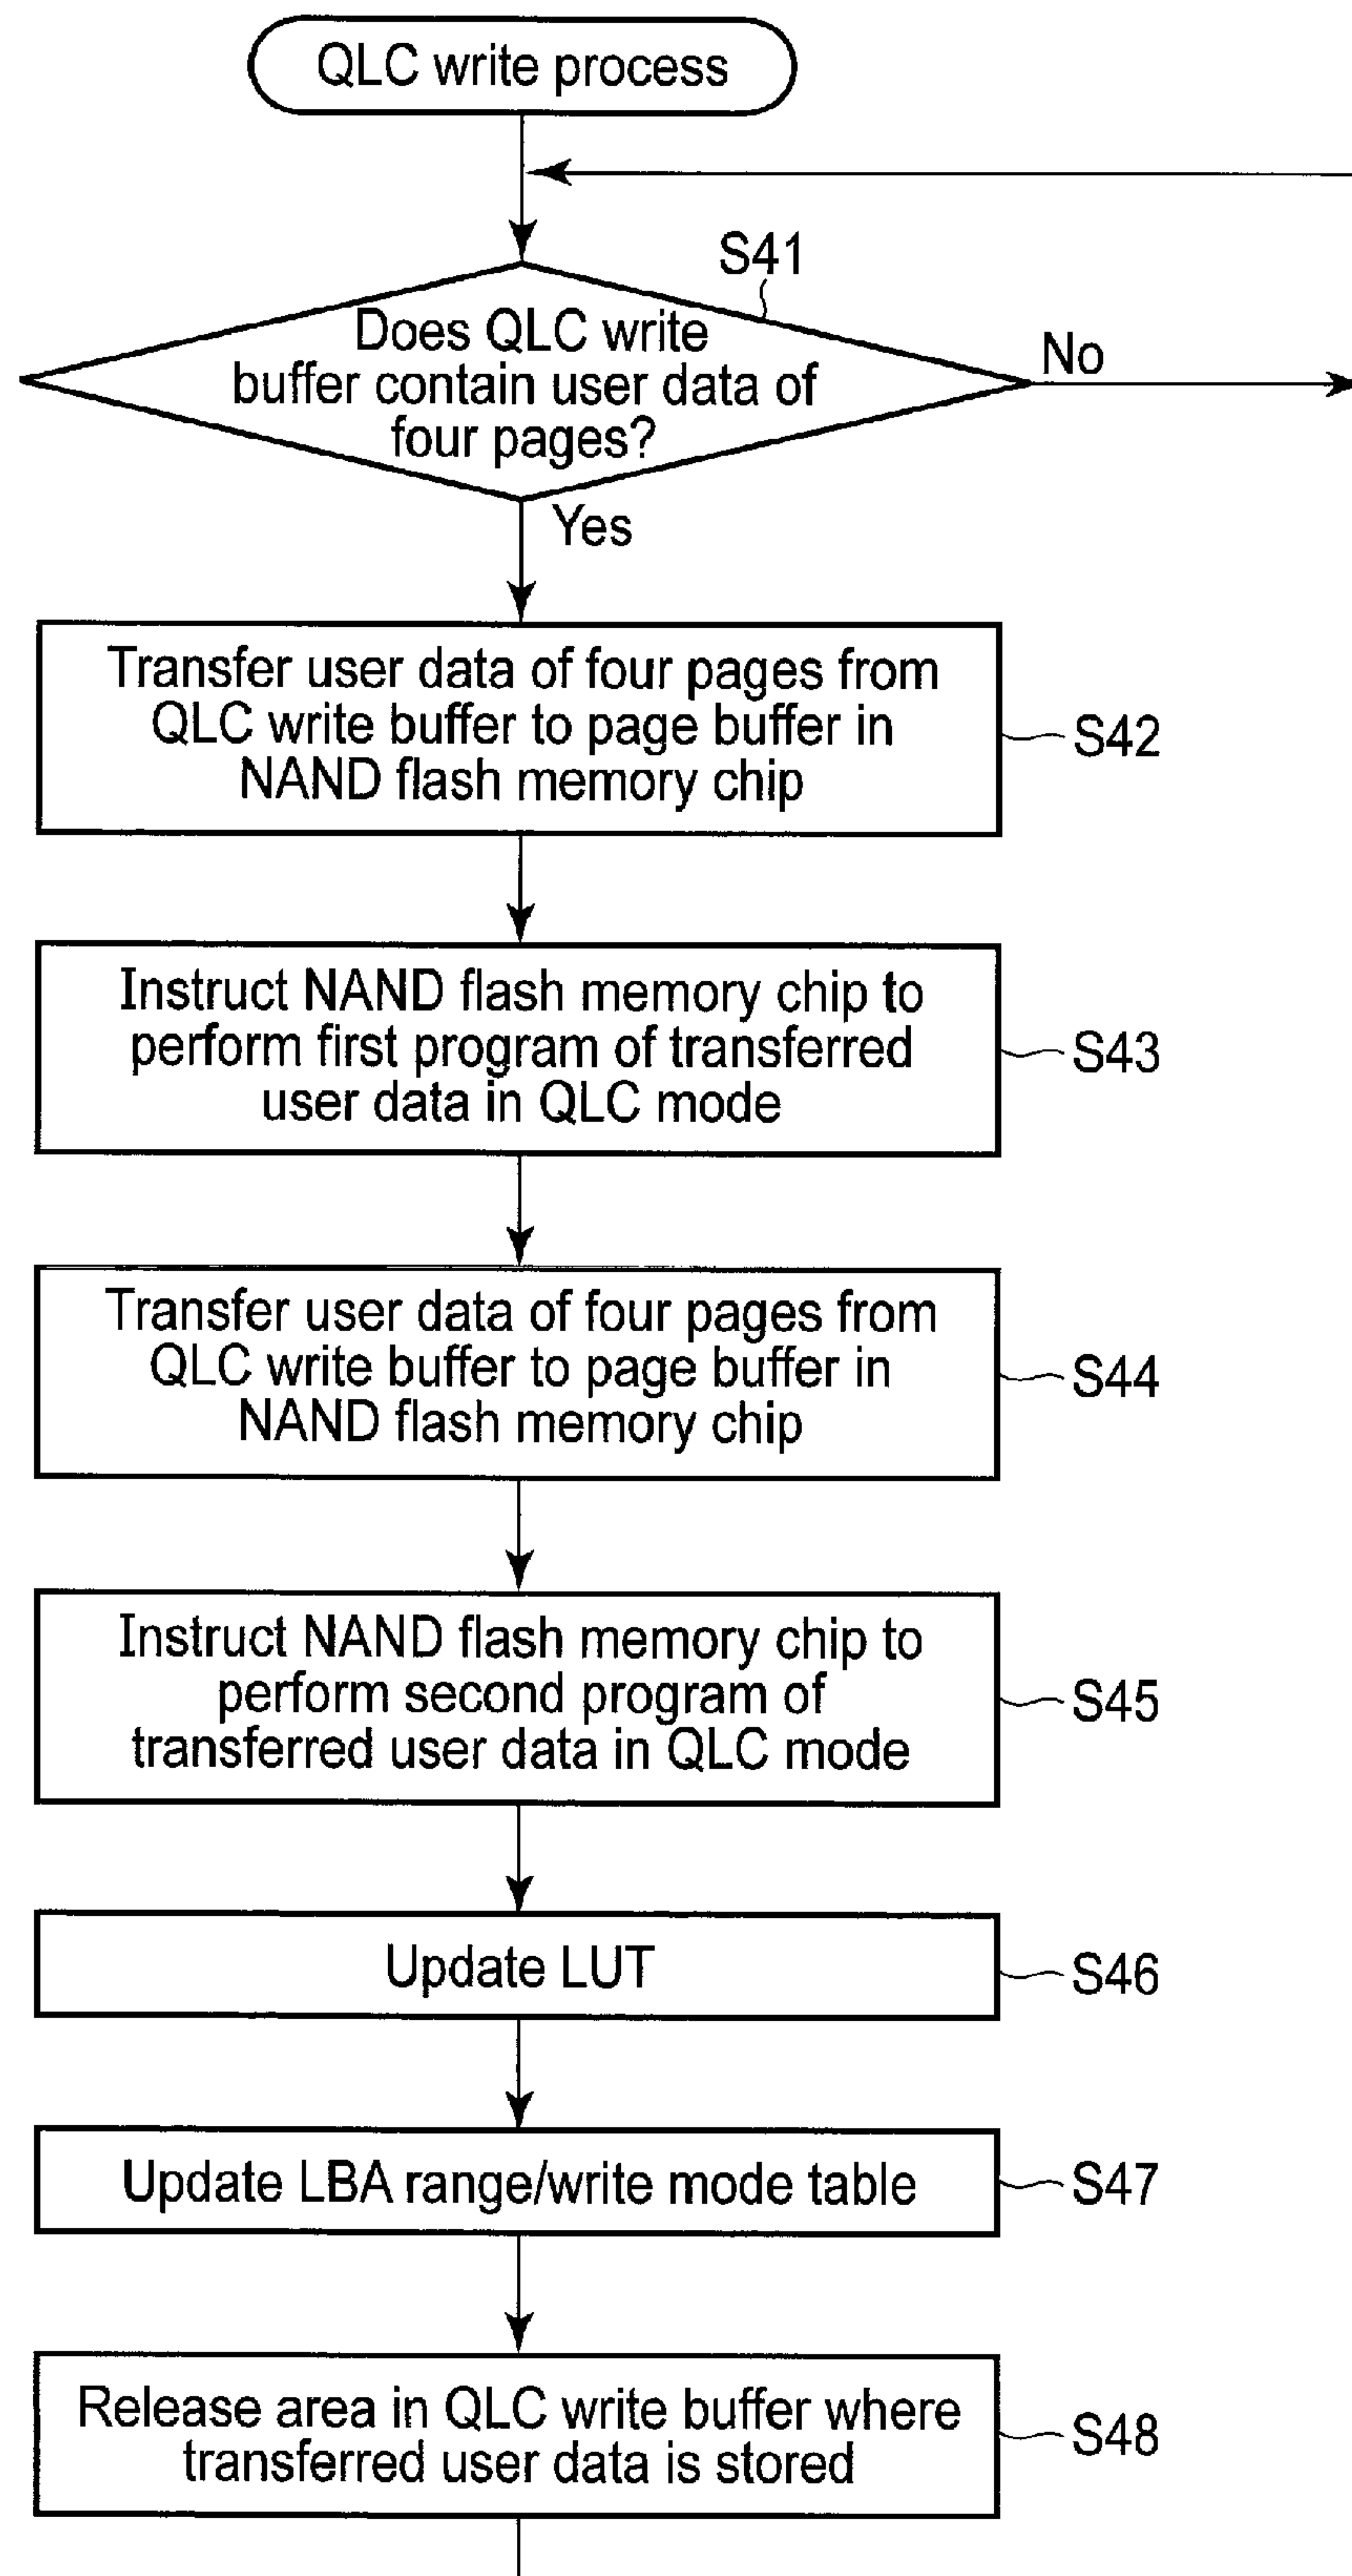 QLC write process
S41
Does QLC write
buffer contain user data of
four pages?
No
Yes
Transfer user data of four pages from
QLC write buffer to page buffer in
NAND flash memory chip
S42
Instruct NAND flash memory chip to
perform first program of transferred
user data in QLC mode
S43
Transfer user data of four pages from
QLC write buffer to page buffer in
NAND flash memory chip
S44
Instruct NAND flash memory chip to
perform second program of
transferred user data in QLC mode
S45
Update LUT
S46
Update LBA range/write mode table
S47
Release area in QLC write buffer where
transferred user data is stored
S48